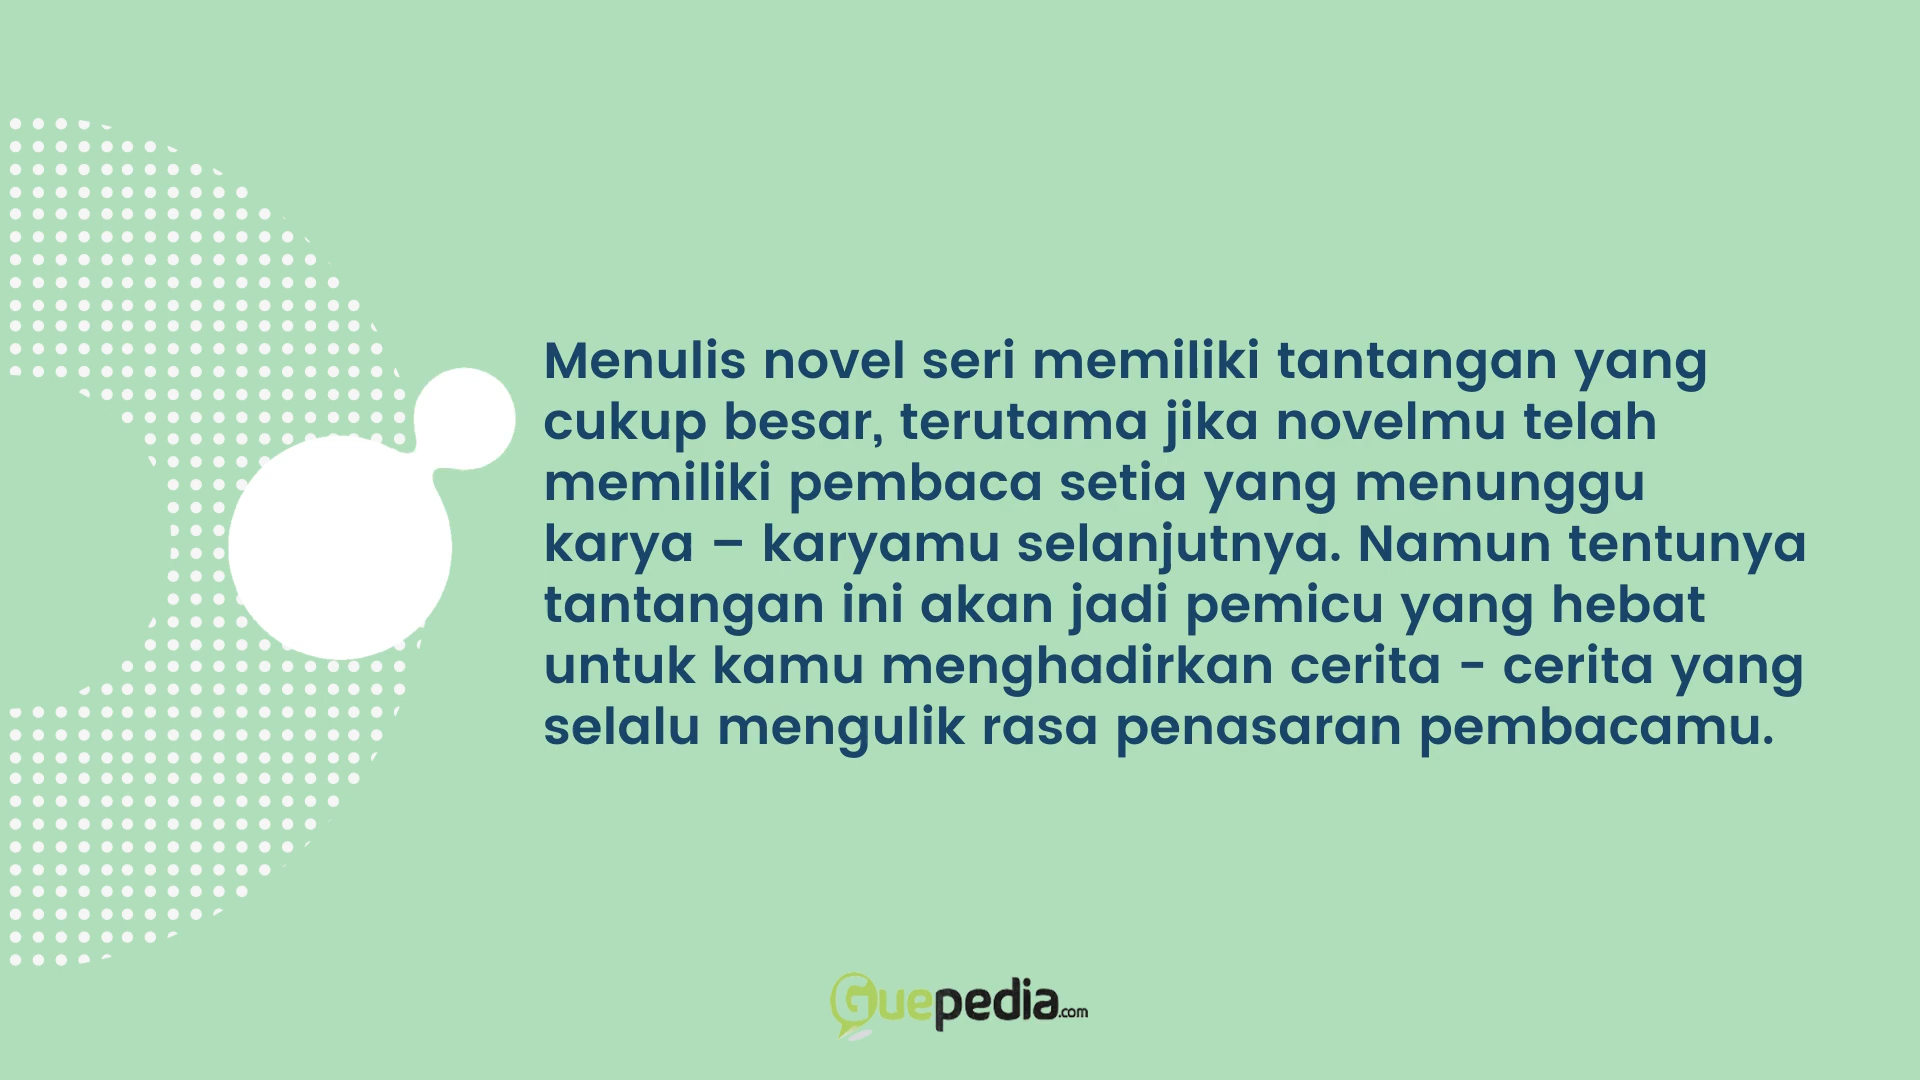 Menulis novel seri memiliki tantangan yang
cukup besar, terutama jika novelmu telah
memiliki pembaca setia yang menunggu
karya – karyamu selanjutnya. Namun tentunya
tantangan ini akan jadi pemicu yang hebat
untuk kamu menghadirkan cerita - cerita yang
selalu mengulik rasa penasaran pembacamu.
Guepedia.com